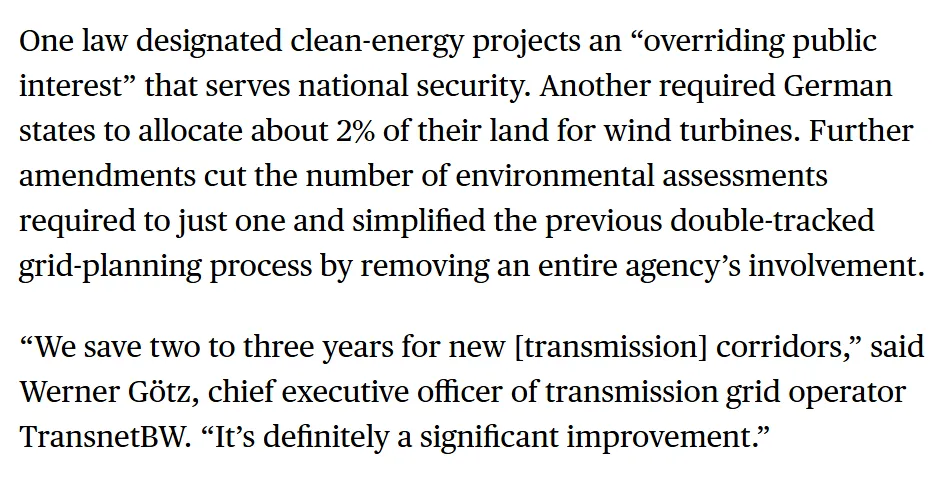 One law designated clean-energy projects an “overriding public
interest” that serves national security. Another required German
states to allocate about 2% of their land for wind turbines. Further
amendments cut the number of environmental assessments
required to just one and simplified the previous double-tracked
grid-planning process by removing an entire agency’s involvement.
“We save two to three years for new [transmission] corridors,” said
Werner Götz, chief executive officer of transmission grid operator
TransnetBW. “It’s definitely a significant improvement.”